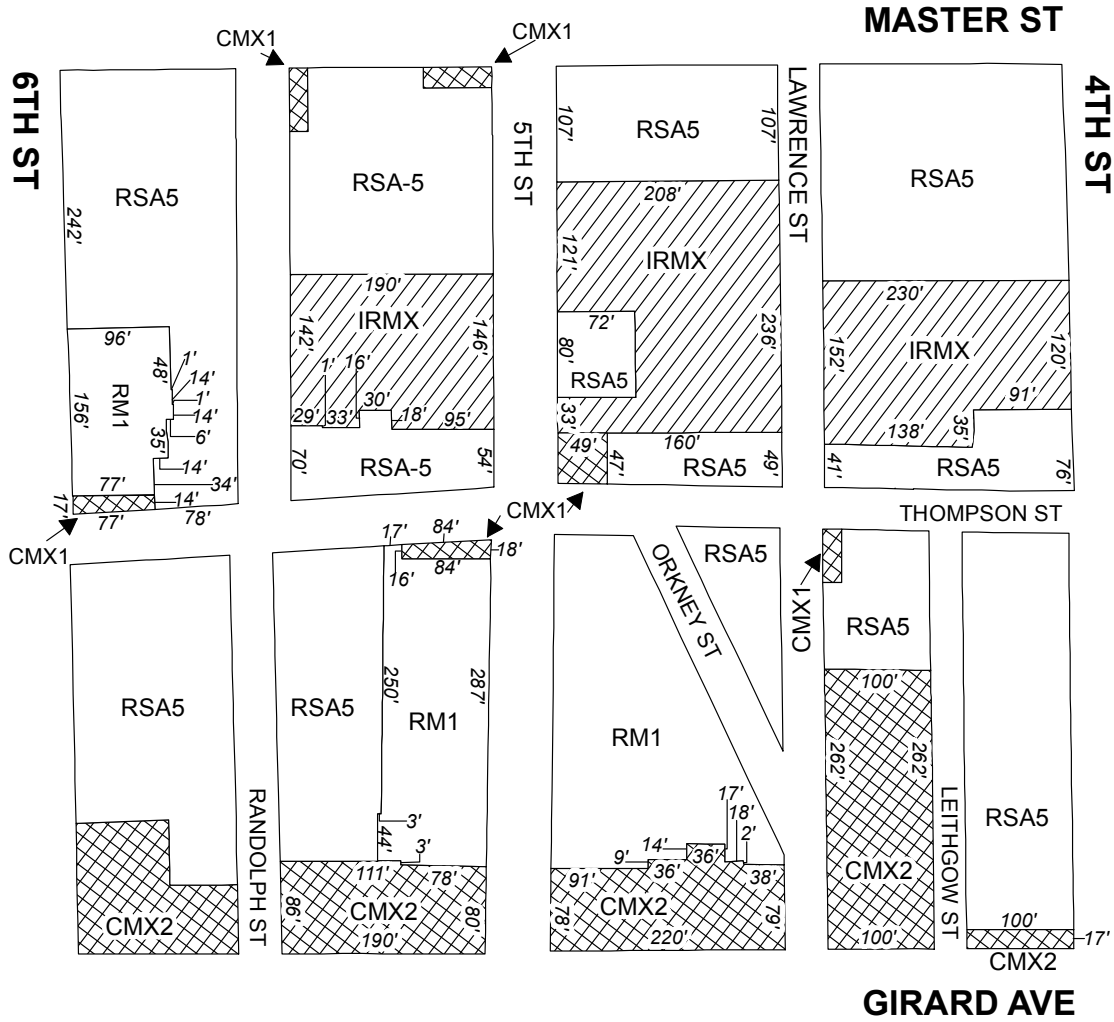 MASTER ST
CMX1
CMX1
6TH ST
5TH ST
LAWRENCE ST
4TH ST
RSA5
242'
96'
48'
1'
14'
1'
14'
6'
35'
14'
34'
14'
RM1
156'
77'
17'
77'
78'
CMX1
RSA-5
190'
IRMX
142'
146'
1'
16'
30'
29'
33'
18'
95'
70'
RSA-5
54'
107'
RSA5
107'
208'
121'
IRMX
236'
72'
80'
RSA5
33'
49'
160'
47'
RSA5
49'
CMX1
RSA5
230'
152'
IRMX
120'
91'
138'
35'
41'
RSA5
76'
THOMPSON ST
RSA5
CMX2
RANDOLPH ST
17'
84'
18'
16'
84'
RSA5
250'
RM1
287'
3'
44'
3'
111'
78'
86'
CMX2
80'
190'
ORKNEY ST
RSA5
RM1
17'
18'
2'
14'
9'
36'
36'
91'
38'
78'
CMX2
79'
220'
CMX1
RSA5
100'
262'
262'
CMX2
100'
LEITHGOW ST
RSA5
100'
17'
CMX2
GIRARD AVE